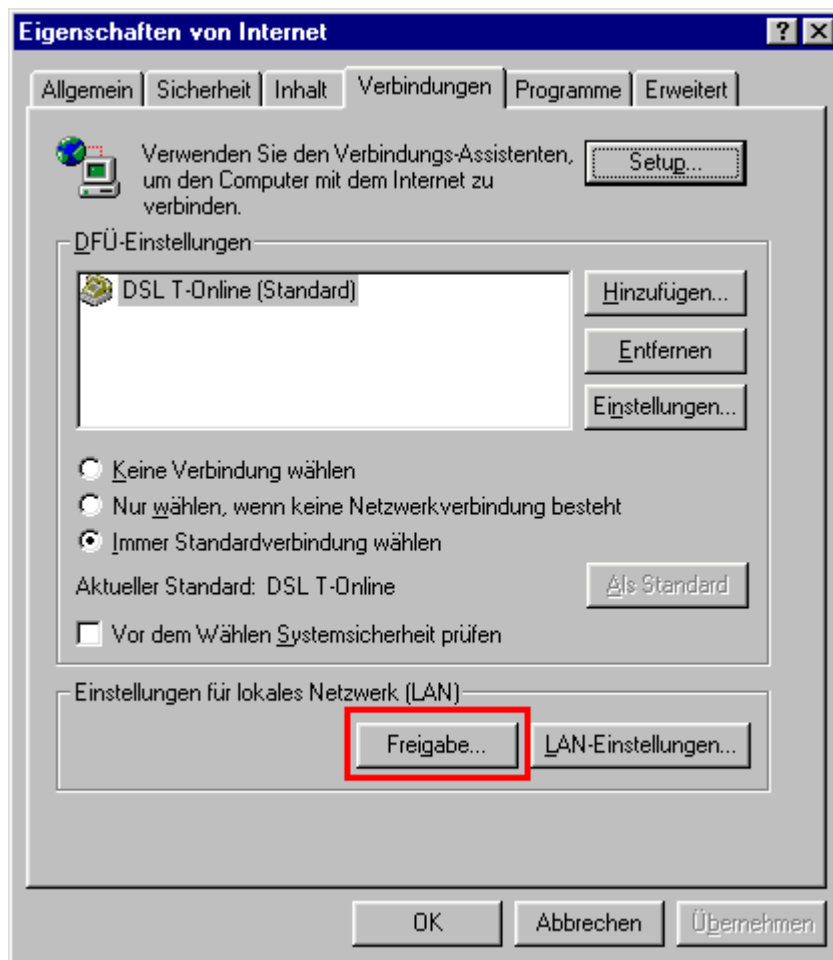 Eigenschaften von Internet
Allgemein Sicherheit Inhalt Verbindungen Programme Erweitert
Verwenden Sie den Verbindungs-Assistenten,
um den Computer mit dem Internet zu
verbinden.
Setup...
DFÜ-Einstellungen
DSL T-Online (Standard)
Hinzufügen...
Entfernen
Einstellungen...
Keine Verbindung wählen
Nur wählen, wenn keine Netzwerkverbindung besteht
Immer Standardverbindung wählen
Aktueller Standard: DSL T-Online
Als Standard
Vor dem Wählen Systemsicherheit prüfen
Einstellungen für lokales Netzwerk (LAN)
Freigabe... LAN-Einstellungen...
OK Abbrechen Übernehmen